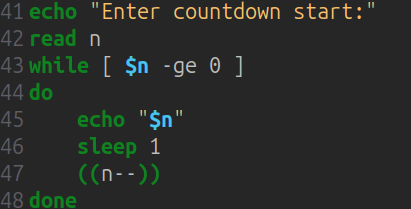 41 echo "Enter countdown start:"
42 read n
43 while [ $n -ge 0 ]
44 do
45     echo "$n"
46     sleep 1
47     ((n--))
48 done